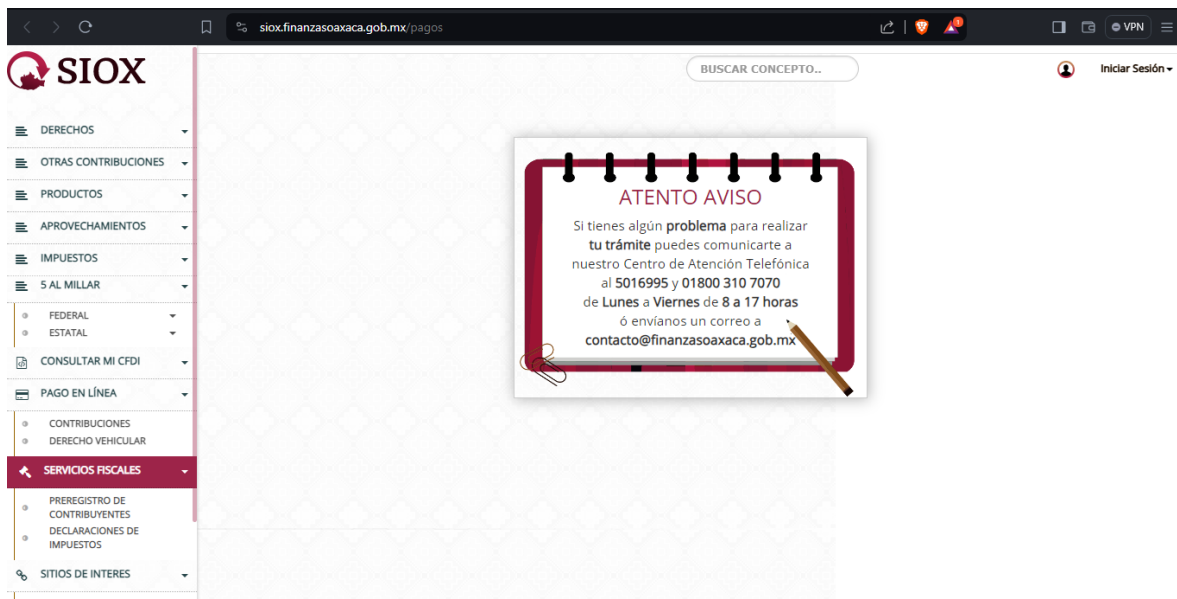 siox.finanzasoaxaca.gob.mx/pagos
VPN
SIOX
BUSCAR CONCEPTO..
Iniciar Sesión
DERECHOS
OTRAS CONTRIBUCIONES
PRODUCTOS
APROVECHAMIENTOS
IMPUESTOS
5 AL MILLAR
FEDERAL
ESTATAL
CONSULTAR MI CFDI
PAGO EN LÍNEA
CONTRIBUCIONES
DERECHO VEHICULAR
SERVICIOS FISCALES
PREREGISTRO DE
CONTRIBUYENTES
DECLARACIONES DE
IMPUESTOS
SITIOS DE INTERES
ATENTO AVISO
Si tienes algún problema para realizar
tu trámite puedes comunicarte a
nuestro Centro de Atención Telefónica
al 5016995 y 01800 310 7070
de Lunes a Viernes de 8 a 17 horas
ó envíanos un correo a
contacto@finanzasoaxaca.gob.mx